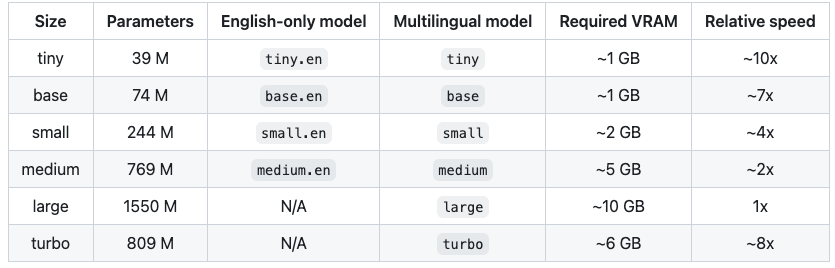 Size Parameters English-only model Multilingual model Required VRAM Relative speed
tiny 39 M tiny.en tiny ~1 GB ~10x
base 74 M base.en base ~1 GB ~7x
small 244 M small.en small ~2 GB ~4x
medium 769 M medium.en medium ~5 GB ~2x
large 1550 M N/A large ~10 GB 1x
turbo 809 M N/A turbo ~6 GB ~8x